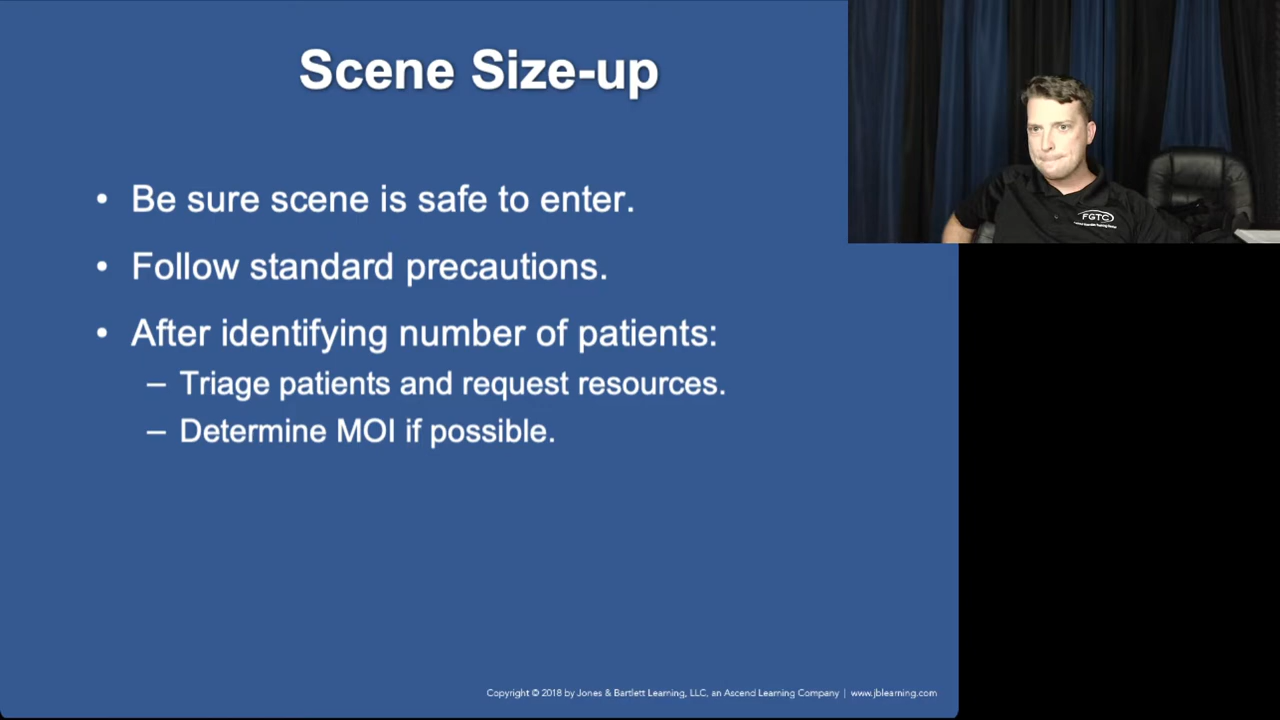 Scene Size-up
• Be sure scene is safe to enter.
• Follow standard precautions.
• After identifying number of patients:
– Triage patients and request resources.
– Determine MOI if possible.
FGTC
Copyright © 2018 by Jones & Bartlett Learning, LLC, an Ascend Learning Company | www.jblearning.com